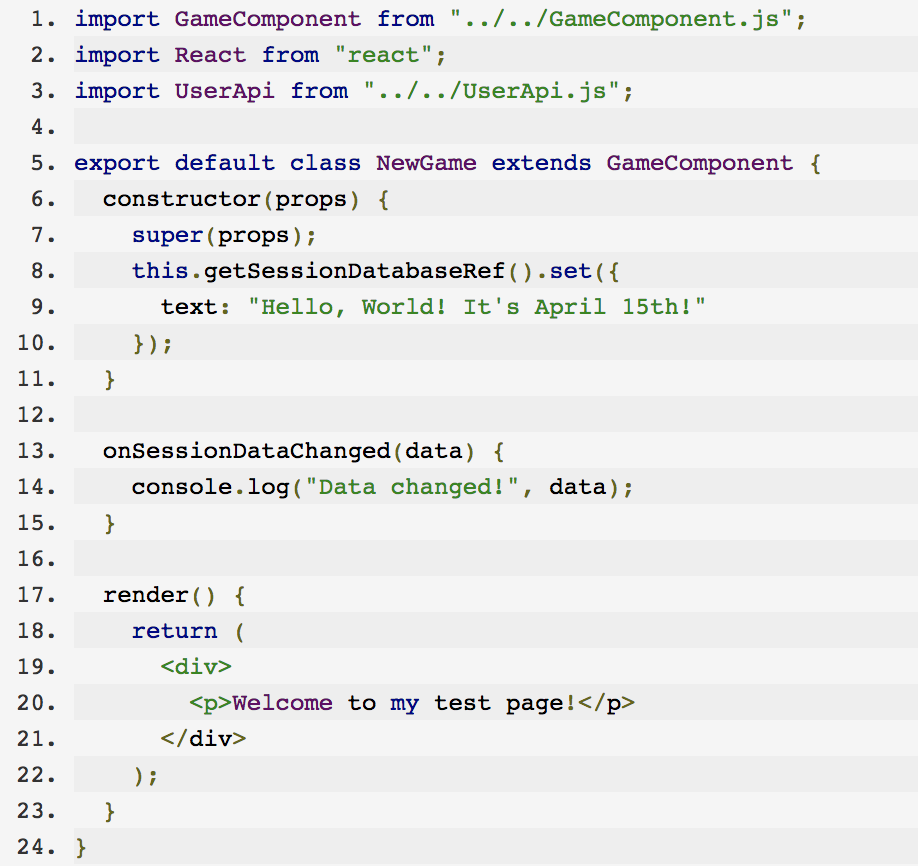 1. import GameComponent from "../../GameComponent.js";
2. import React from "react";
3. import UserApi from "../../UserApi.js";
4.
5. export default class NewGame extends GameComponent {
6.   constructor(props) {
7.     super(props);
8.     this.getSessionDatabaseRef().set({
9.       text: "Hello, World! It's April 15th!"
10.     });
11.   }
12.
13.   onSessionDataChanged(data) {
14.     console.log("Data changed!", data);
15.   }
16.
17.   render() {
18.     return (
19.       <div>
20.         <p>Welcome to my test page!</p>
21.       </div>
22.     );
23.   }
24. }